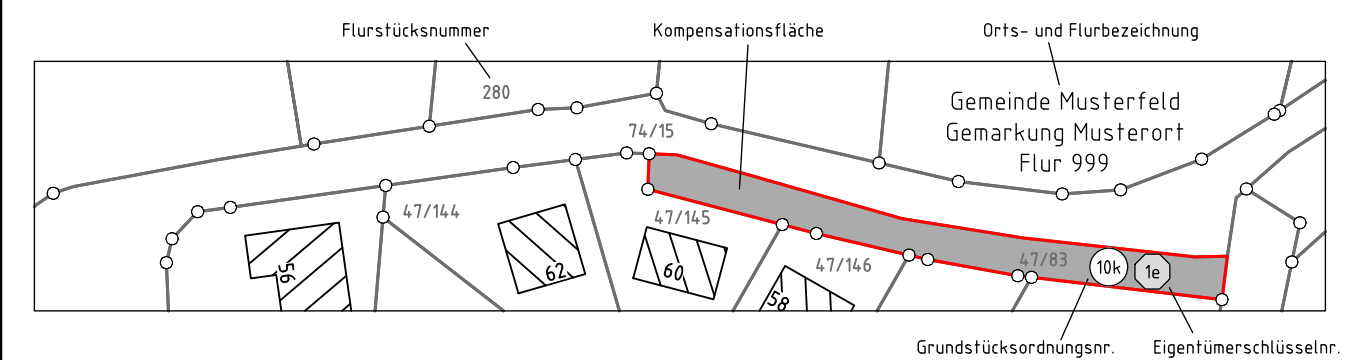 Flurstücksnummer
Kompensationsfläche
Orts- und Flurbezeichnung
280
Gemeinde Musterfeld
Gemarkung Musterort
Flur 999
74/15
47/144
47/145
47/146
47/83
10k
1e
56
62
60
58
Grundstücksordnungsnr.
Eigentümerschlüsselnr.